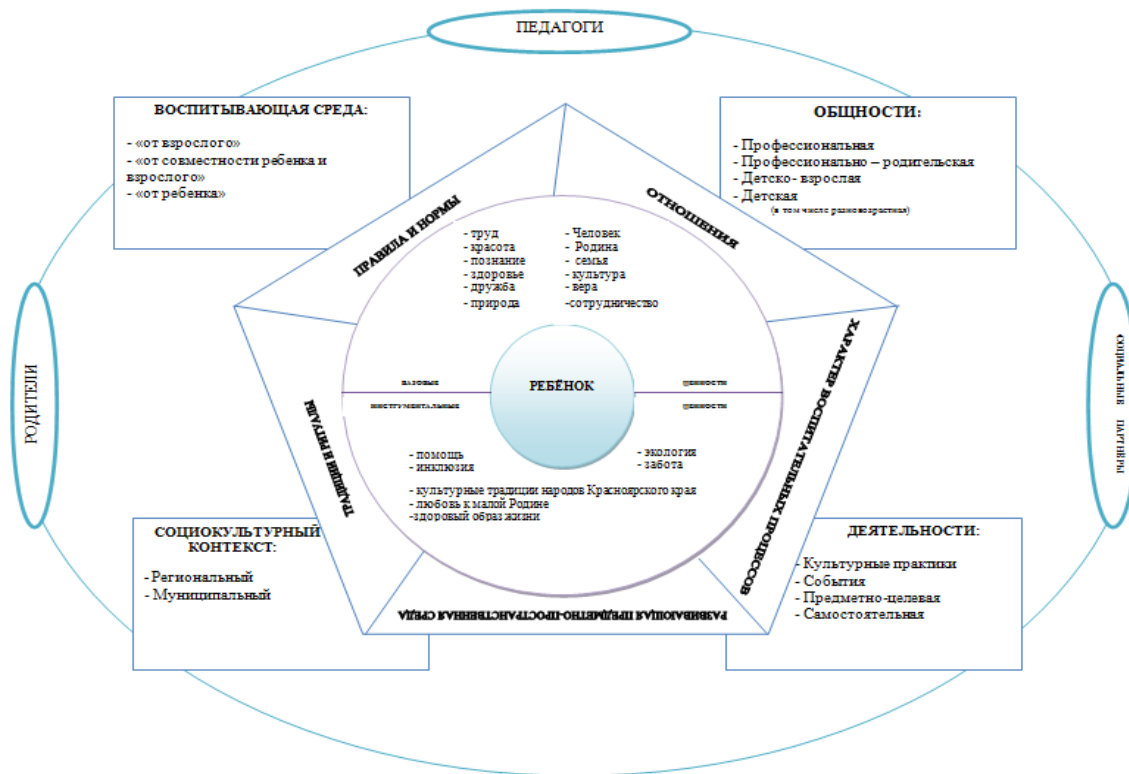 ПЕДАГОГИ
ВОСПИТЫВАЮЩАЯ СРЕДА:
- «от взрослого»
- «от совместности ребенка и
взрослого»
- «от ребенка»
ОБЩНОСТИ:
- Профессиональная
- Профессионально – родительская
- Детско- взрослая
- Детская
(в том числе разновозрастная)
ПРАВИЛА И НОРМЫ
ОТНОШЕНИЯ
- труд
- красота
- познание
- здоровье
- дружба
- природа
- Человек
- Родина
- семья
- культура
- вера
-сотрудничество
РОДИТЕЛИ
СОЦИАЛЬНЫЕ ПАРТНЁРЫ
ТРАДИЦИИ И РИТУАЛЫ
ХАРАКТЕР ВОСПИТАТЕЛЬНЫХ ПРОЦЕССОВ
БАЗОВЫЕ
ЦЕННОСТИ
РЕБЁНОК
ИНСТРУМЕНТАЛЬНЫЕ
ЦЕННОСТИ
- помощь
- инклюзия
- экология
- забота
- культурные традиции народов Красноярского края
- любовь к малой Родине
-здоровый образ жизни
СОЦИОКУЛЬТУРНЫЙ
КОНТЕКСТ:
- Региональный
- Муниципальный
ДЕЯТЕЛЬНОСТИ:
- Культурные практики
- События
- Предметно-целевая
- Самостоятельная
РАЗВИВАЮЩАЯ ПРЕДМЕТНО-ПРОСТРАНСТВЕННАЯ СРЕДА